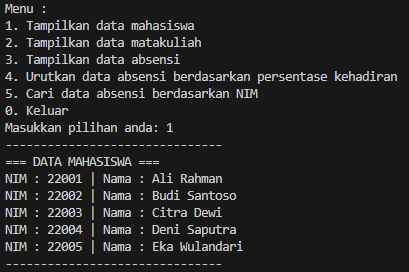 Menu :
1. Tampilkan data mahasiswa
2. Tampilkan data matakuliah
3. Tampilkan data absensi
4. Urutkan data absensi berdasarkan persentase kehadiran
5. Cari data absensi berdasarkan NIM
0. Keluar
Masukkan pilihan anda: 1
-------------------------------
=== DATA MAHASISWA ===
NIM : 22001 | Nama : Ali Rahman
NIM : 22002 | Nama : Budi Santoso
NIM : 22003 | Nama : Citra Dewi
NIM : 22004 | Nama : Deni Saputra
NIM : 22005 | Nama : Eka Wulandari
-------------------------------